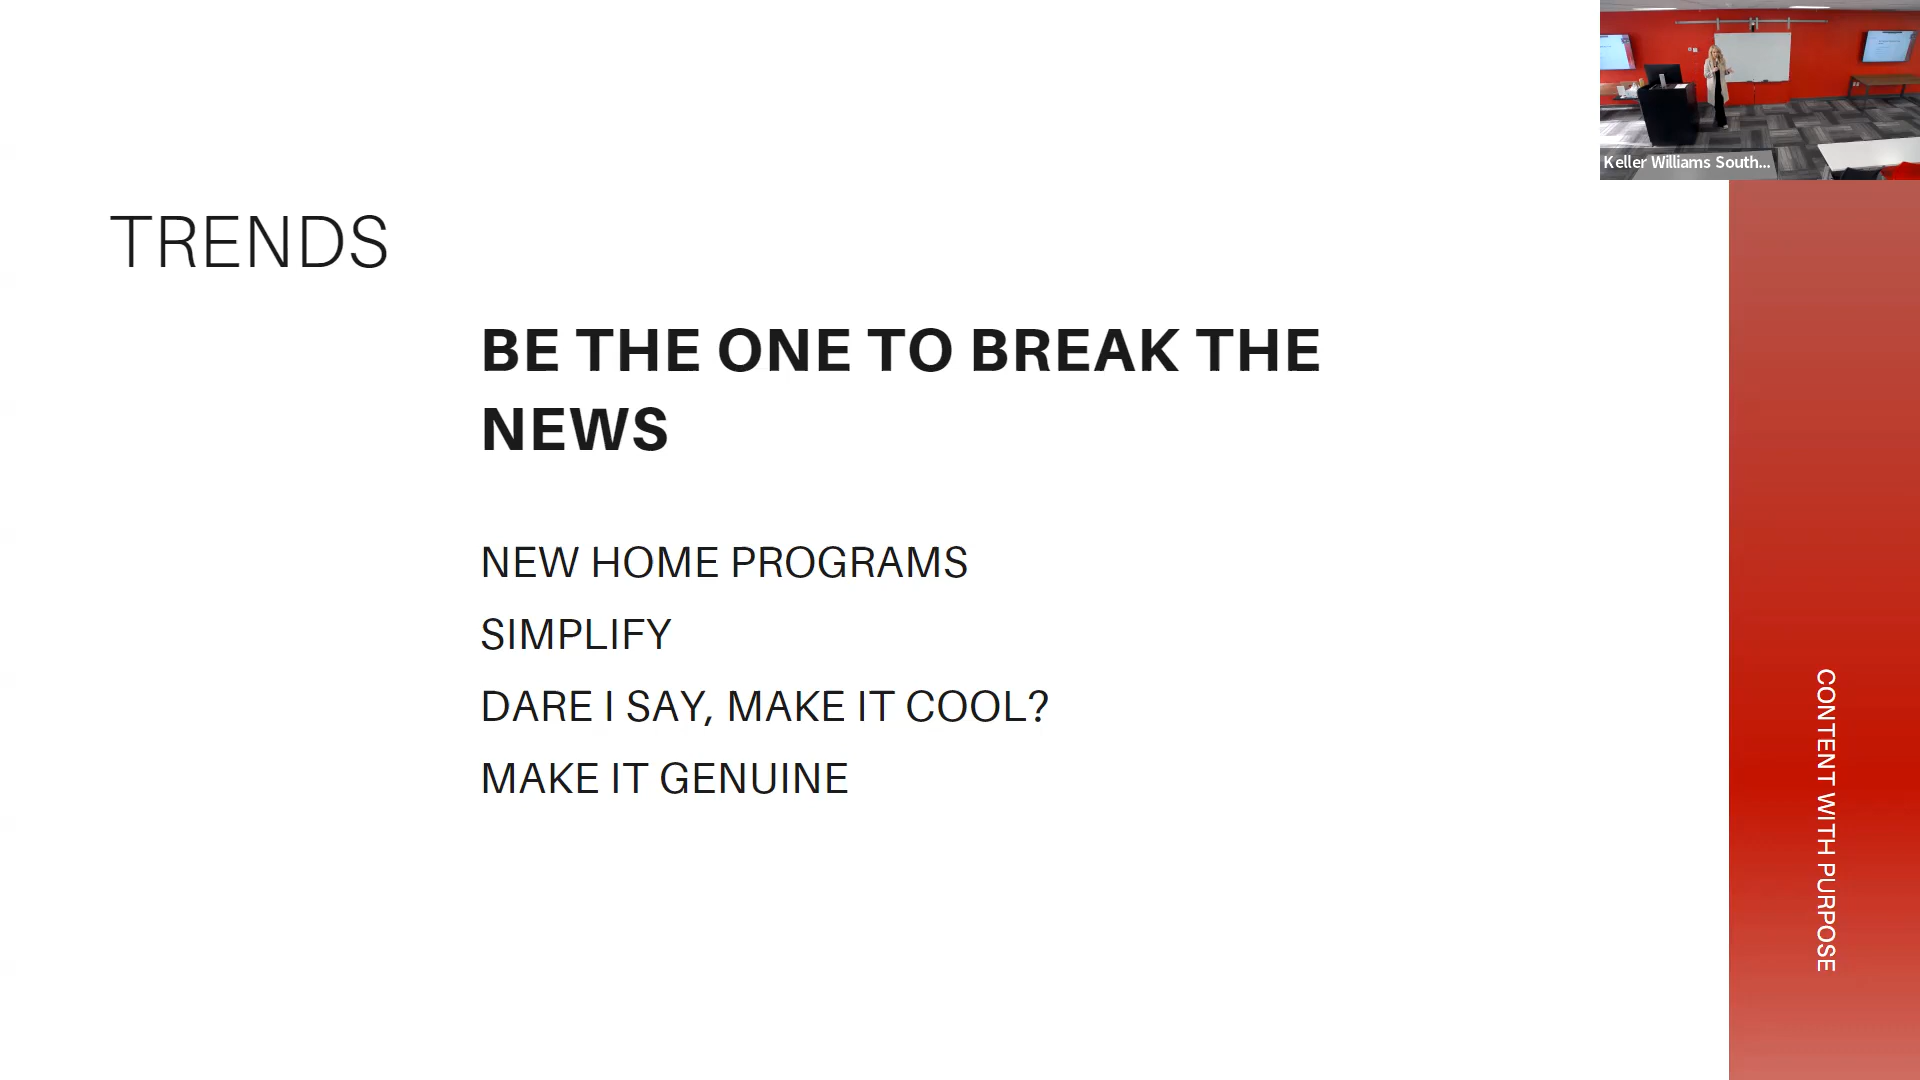 Keller Williams South...
TRENDS
BE THE ONE TO BREAK THE
NEWS
NEW HOME PROGRAMS
SIMPLIFY
DARE I SAY, MAKE IT COOL?
MAKE IT GENUINE
CONTENT WITH PURPOSE